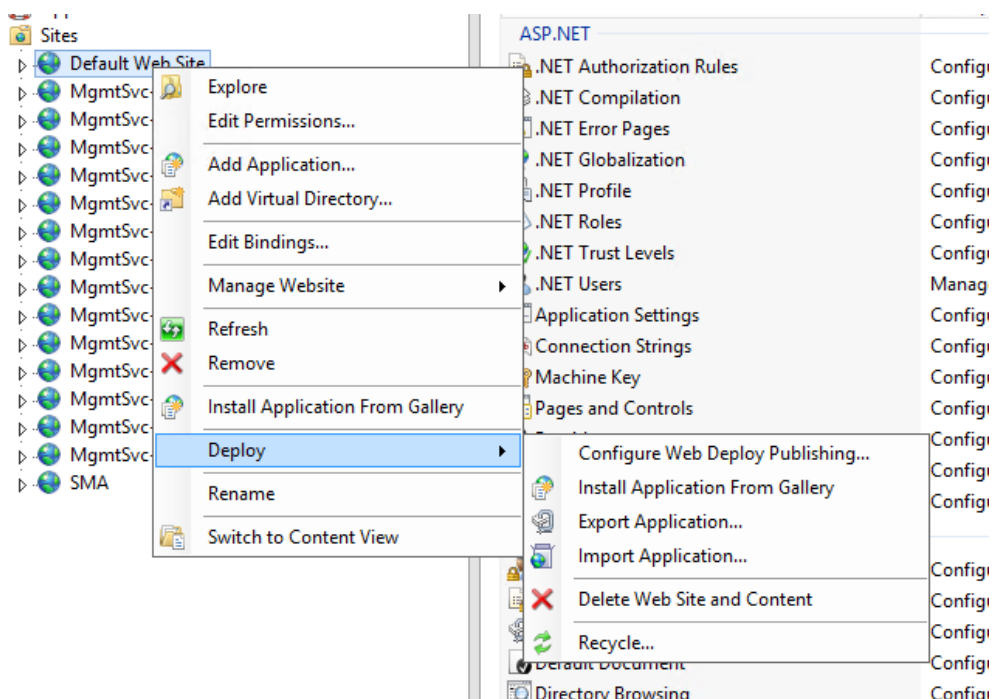 Sites
Default Web Site
MgmtSvc-
MgmtSvc-
MgmtSvc-
MgmtSvc-
MgmtSvc-
MgmtSvc-
MgmtSvc-
MgmtSvc-
MgmtSvc-
MgmtSvc-
MgmtSvc-
MgmtSvc-
MgmtSvc-
MgmtSvc-
SMA
Explore
Edit Permissions...
Add Application...
Add Virtual Directory...
Edit Bindings...
Manage Website
Refresh
Remove
Install Application From Gallery
Deploy
Rename
Switch to Content View
Configure Web Deploy Publishing...
Install Application From Gallery
Export Application...
Import Application...
Delete Web Site and Content
Recycle...
ASP.NET
.NET Authorization Rules Configu
.NET Compilation Configu
.NET Error Pages Configu
.NET Globalization Configu
.NET Profile Configu
.NET Roles Configu
.NET Trust Levels Configu
.NET Users Manag
Application Settings Configu
Connection Strings Configu
Machine Key Configu
Pages and Controls Configu
Configu
Configu
Configu
Configu
Configu
Configu
Default Document Configu
Directory Browsing Configu